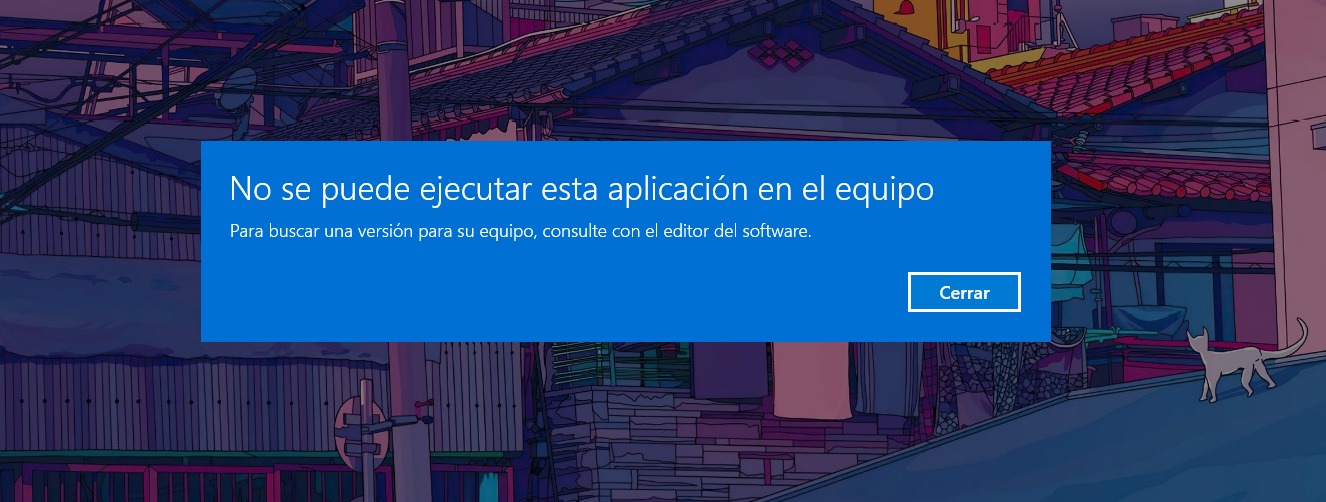 No se puede ejecutar esta aplicación en el equipo
Para buscar una versión para su equipo, consulte con el editor del software.
Cerrar